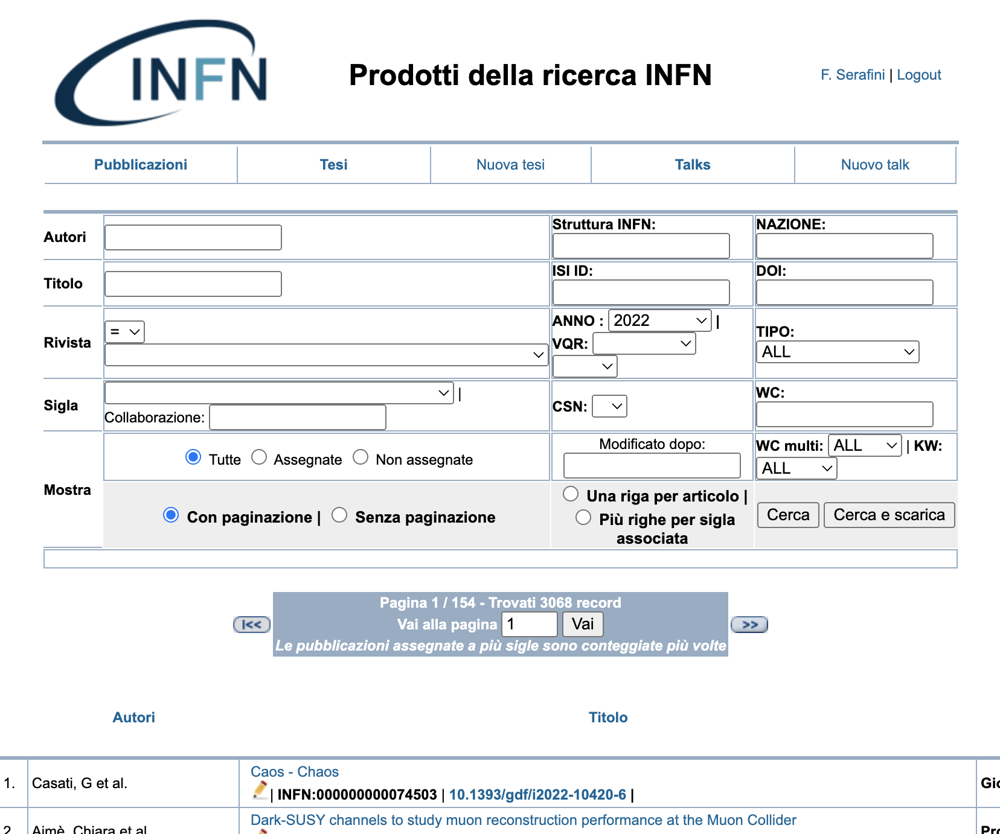 INFN
Prodotti della ricerca INFN
F. Serafini | Logout
Pubblicazioni
Tesi
Nuova tesi
Talks
Nuovo talk
Autori
Struttura INFN:
NAZIONE:
Titolo
ISI ID:
DOI:
Rivista
=
ANNO : 2022 |
VQR:
TIPO:
ALL
Sigla
|
Collaborazione:
CSN:
WC:
Mostra
Tutte Assegnate Non assegnate
Modificato dopo:
WC multi: ALL | KW:
ALL
Con paginazione | Senza paginazione
Una riga per articolo |
Più righe per sigla
associata
Cerca Cerca e scarica
Pagina 1 / 154 - Trovati 3068 record
|<<
Vai alla pagina 1 Vai
>>
Le pubblicazioni assegnate a più sigle sono conteggiate più volte
Autori
Titolo
1.
Casati, G et al.
Caos - Chaos
| INFN:000000000074503 | 10.1393/gdf/i2022-10420-6 |
2.
Aimè, Chiara et al.
Dark-SUSY channels to study muon reconstruction performance at the Muon Collider